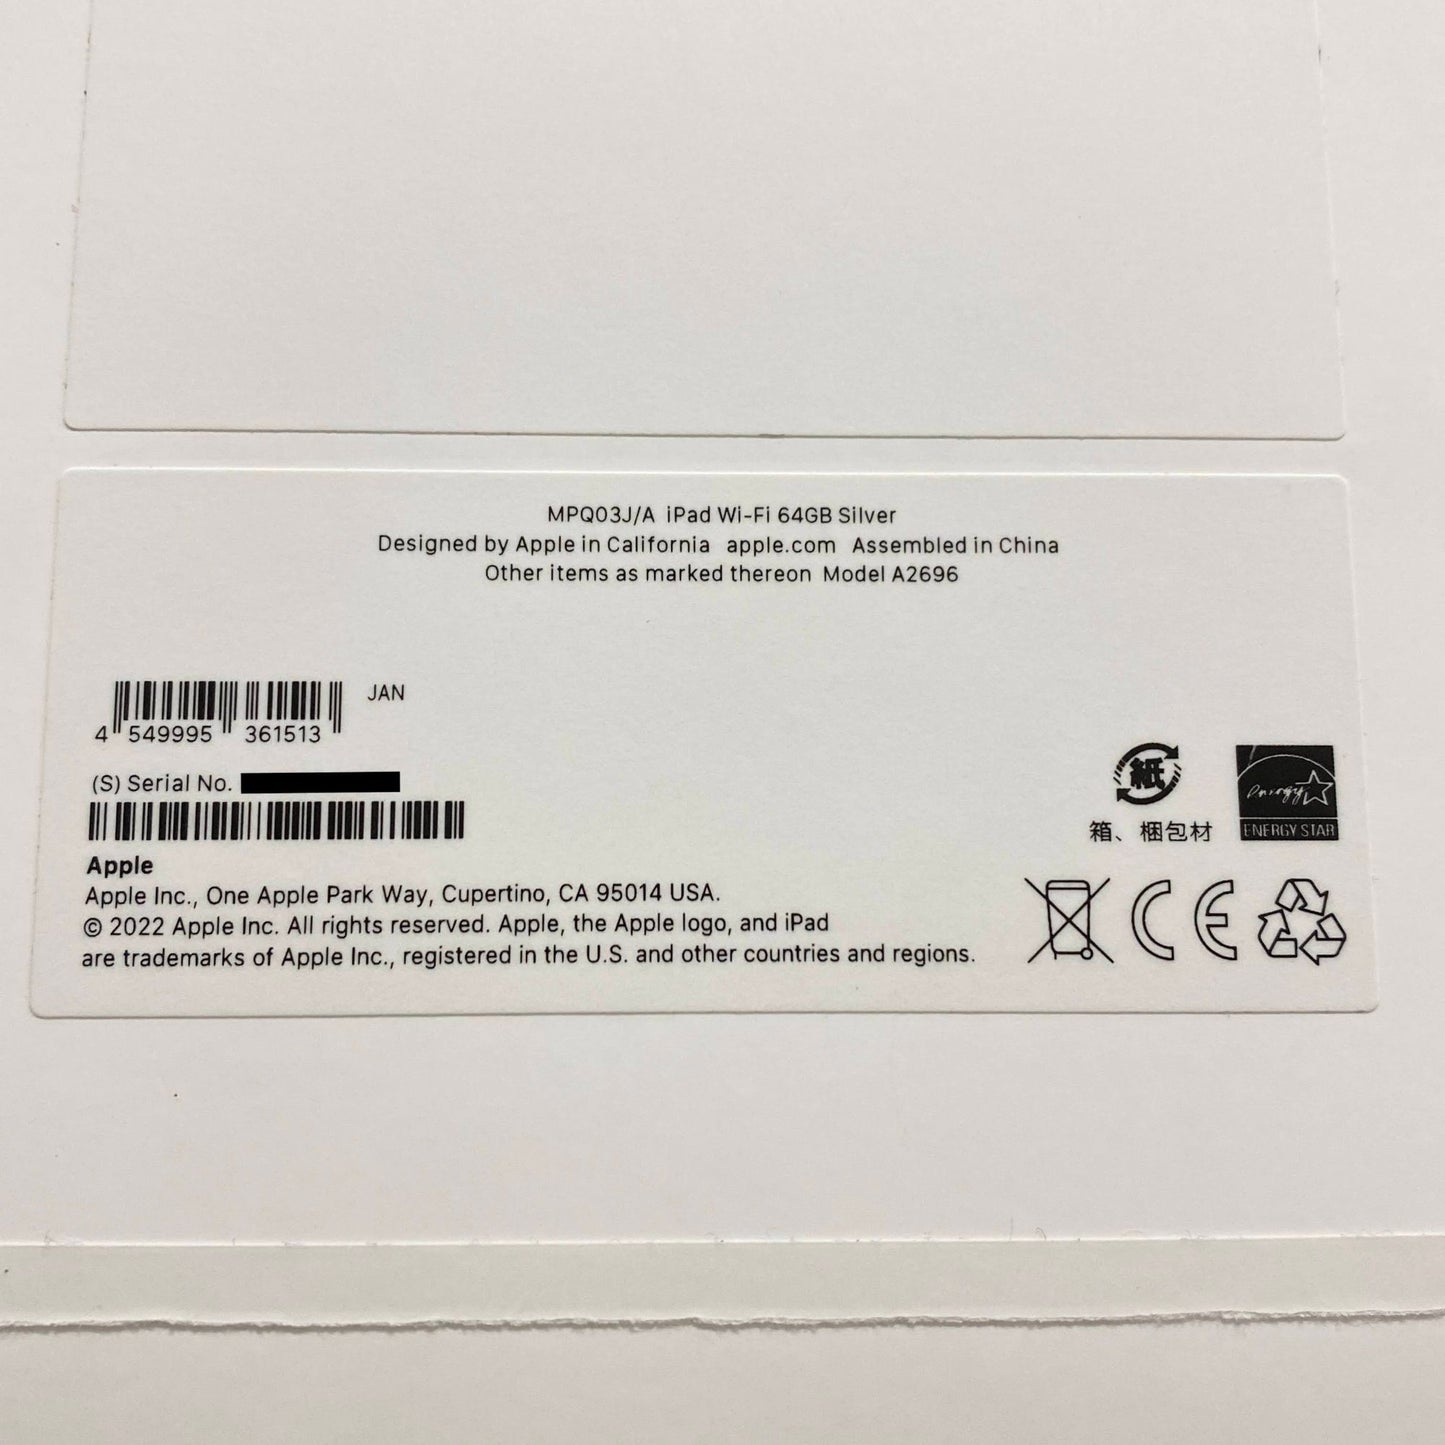 MPQ03J/A iPad Wi-Fi 64GB Silver
Designed by Apple in California apple.com Assembled in China
Other items as marked thereon Model A2696
JAN
4 549995 361513
(S) Serial No.
紙
箱、梱包材
energy
ENERGY STAR
Apple
Apple Inc., One Apple Park Way, Cupertino, CA 95014 USA.
© 2022 Apple Inc. All rights reserved. Apple, the Apple logo, and iPad
are trademarks of Apple Inc., registered in the U.S. and other countries and regions.
CE